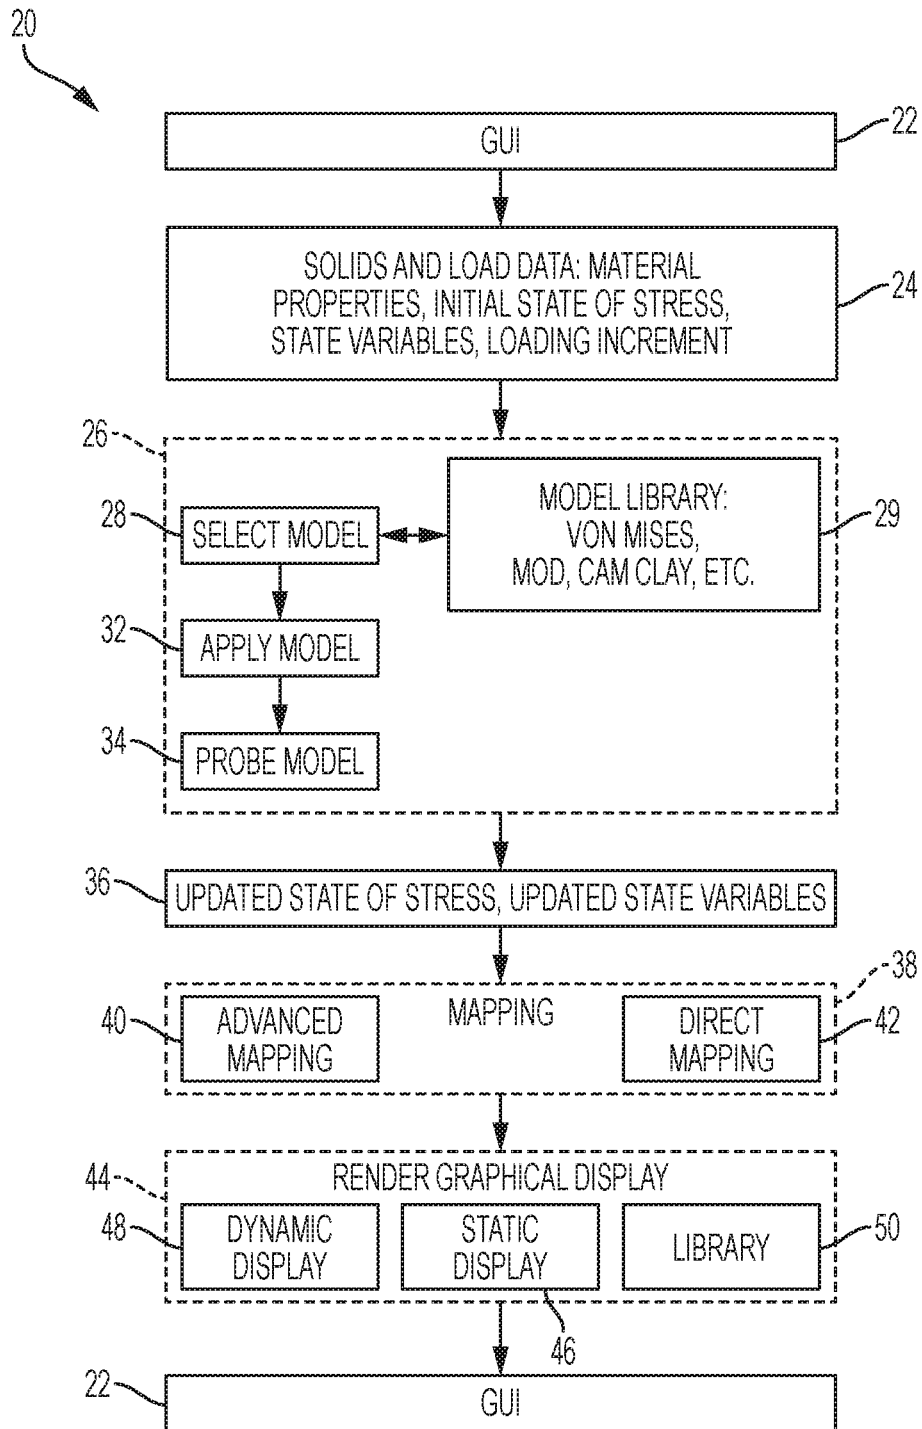 20
GUI
22
SOLIDS AND LOAD DATA: MATERIAL
PROPERTIES, INITIAL STATE OF STRESS,
STATE VARIABLES, LOADING INCREMENT
24
26
28
SELECT MODEL
MODEL LIBRARY:
VON MISES,
MOD, CAM CLAY, ETC.
29
32
APPLY MODEL
34
PROBE MODEL
36
UPDATED STATE OF STRESS, UPDATED STATE VARIABLES
38
MAPPING
40
ADVANCED
MAPPING
DIRECT
MAPPING
42
44
RENDER GRAPHICAL DISPLAY
48
DYNAMIC
DISPLAY
STATIC
DISPLAY
LIBRARY
50
46
22
GUI